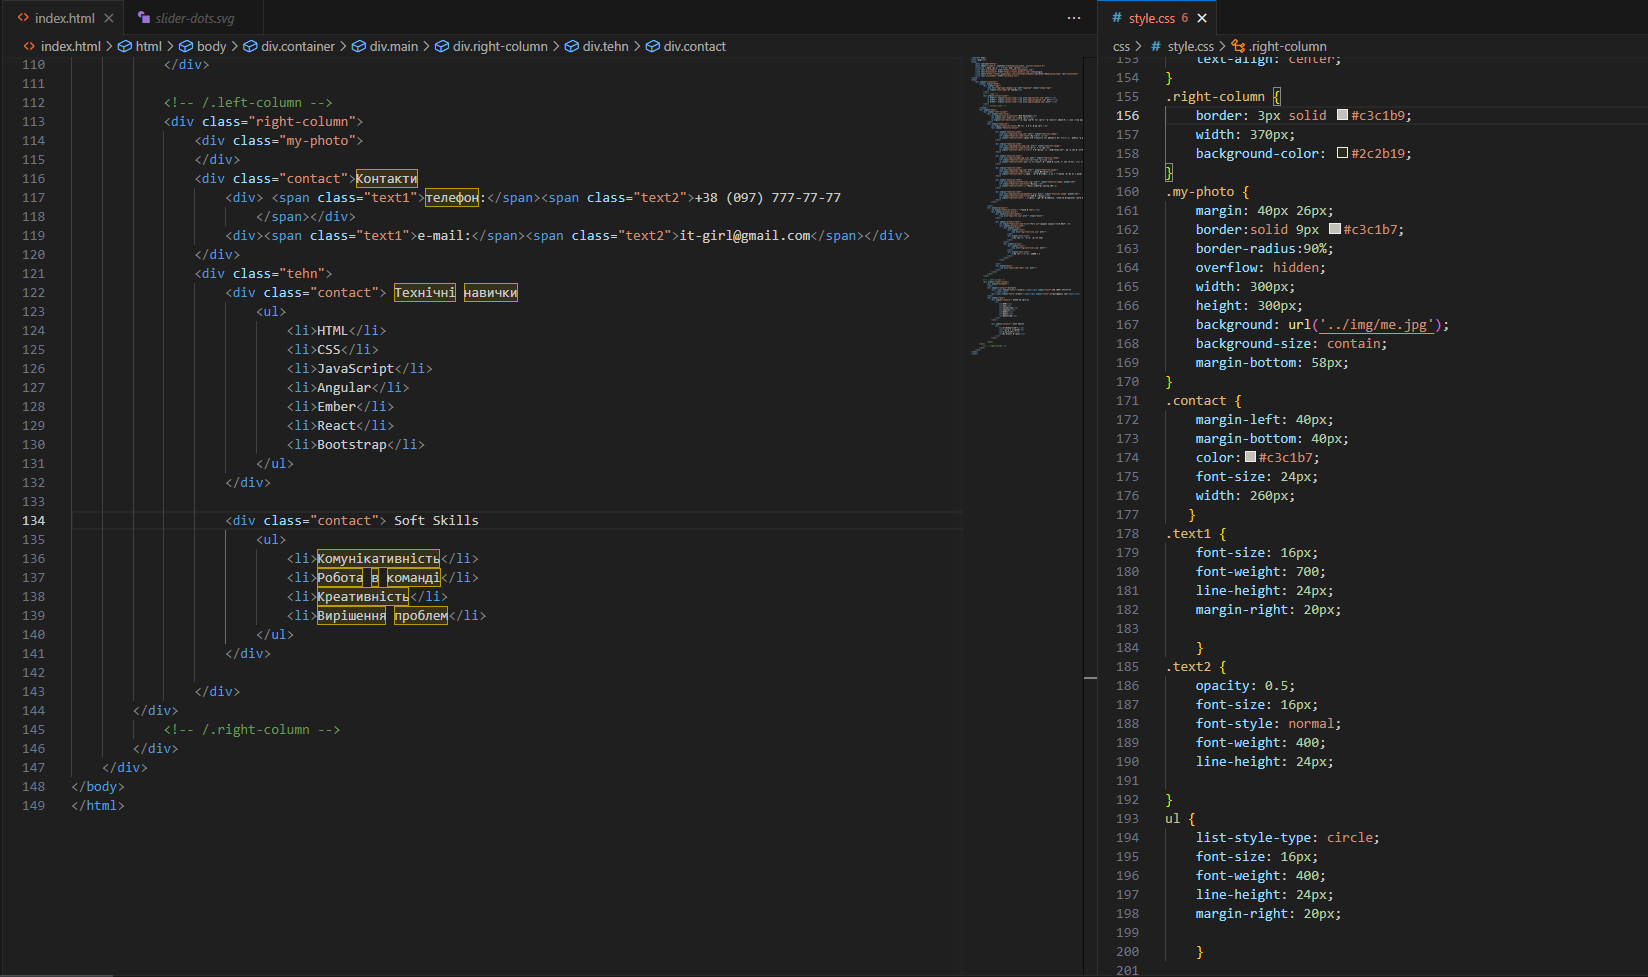 index.html
slider-dots.svg
...
# style.css 6
index.html > html > body > div.container > div.main > div.right-column > div.tehn > div.contact
css > # style.css > .right-column
110 </div>
111
112 <!-- /.left-column -->
113 <div class="right-column">
114 <div class="my-photo">
115 </div>
116 <div class="contact">Контакти
117 <div> <span class="text1">телефон:</span><span class="text2">+38 (097) 777-77-77
118 </span></div>
119 <div><span class="text1">e-mail:</span><span class="text2">it-girl@gmail.com</span></div>
120 </div>
121 <div class="tehn">
122 <div class="contact"> Технічні навички
123 <ul>
124 <li>HTML</li>
125 <li>CSS</li>
126 <li>JavaScript</li>
127 <li>Angular</li>
128 <li>Ember</li>
129 <li>React</li>
130 <li>Bootstrap</li>
131 </ul>
132 </div>
133
134 <div class="contact"> Soft Skills
135 <ul>
136 <li>Комунікативність</li>
137 <li>Робота в команді</li>
138 <li>Креативність</li>
139 <li>Вирішення проблем</li>
140 </ul>
141 </div>
142
143 </div>
144 </div>
145 <!-- /.right-column -->
146 </div>
147 </div>
148 </body>
149 </html>
153 text-align: center;
154 }
155 .right-column {
156 border: 3px solid #c3c1b9;
157 width: 370px;
158 background-color: #2c2b19;
159 }
160 .my-photo {
161 margin: 40px 26px;
162 border:solid 9px #c3c1b7;
163 border-radius:90%;
164 overflow: hidden;
165 width: 300px;
166 height: 300px;
167 background: url('../img/me.jpg');
168 background-size: contain;
169 margin-bottom: 58px;
170 }
171 .contact {
172 margin-left: 40px;
173 margin-bottom: 40px;
174 color: #c3c1b7;
175 font-size: 24px;
176 width: 260px;
177 }
178 .text1 {
179 font-size: 16px;
180 font-weight: 700;
181 line-height: 24px;
182 margin-right: 20px;
183
184 }
185 .text2 {
186 opacity: 0.5;
187 font-size: 16px;
188 font-style: normal;
189 font-weight: 400;
190 line-height: 24px;
191
192 }
193 ul {
194 list-style-type: circle;
195 font-size: 16px;
196 font-weight: 400;
197 line-height: 24px;
198 margin-right: 20px;
199
200 }
201